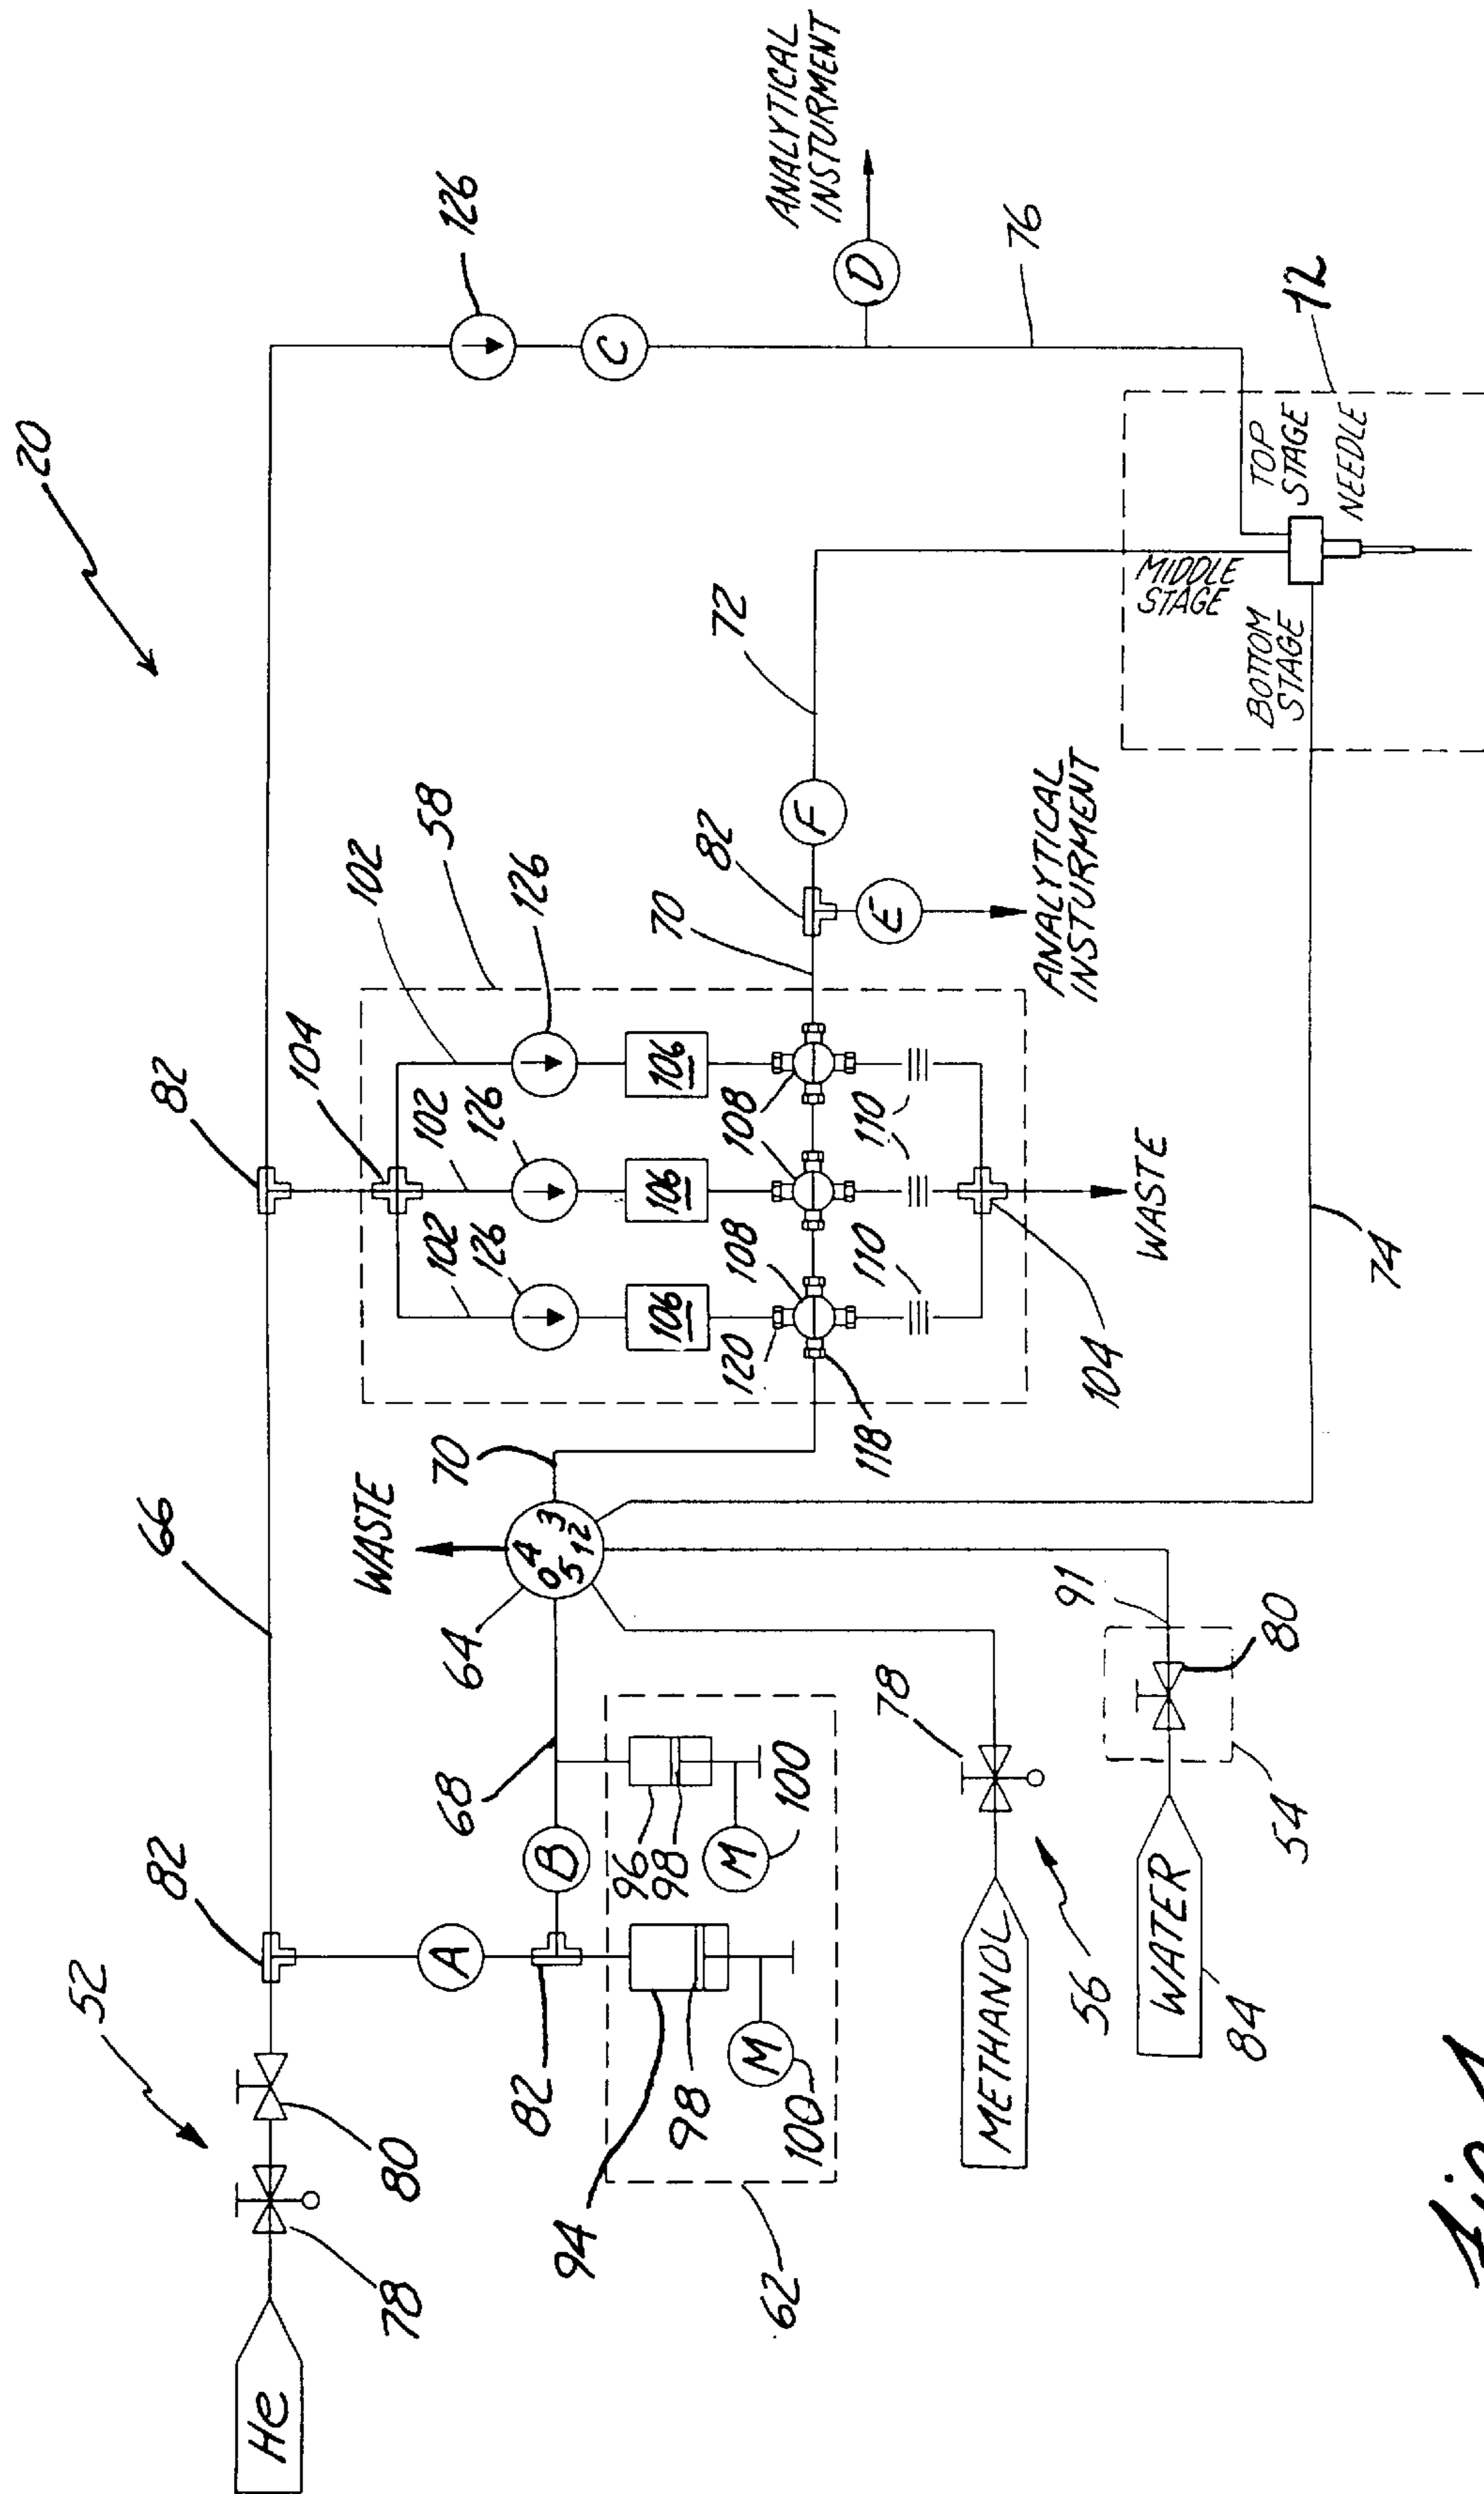 20
52
He
78
80
82
66
82
A
82
B
68
94
98
100
M
62
96
98
100
M
WASTE
64
A
0 3
5 1 2
70
104
102
102
102
126
126
126
58
106
106
106
108
108
108
120
118
110
110
104
WASTE
70
82
E
ANALYTICAL
INSTURMENT
F
72
126
C
D
ANALYTICAL
INSTURMENT
76
12
TOP
STAGE
NEEDLE
MIDDLE
STAGE
BOTTOM
STAGE
74
METHANOL
78
56
WATER
84
54
80
91